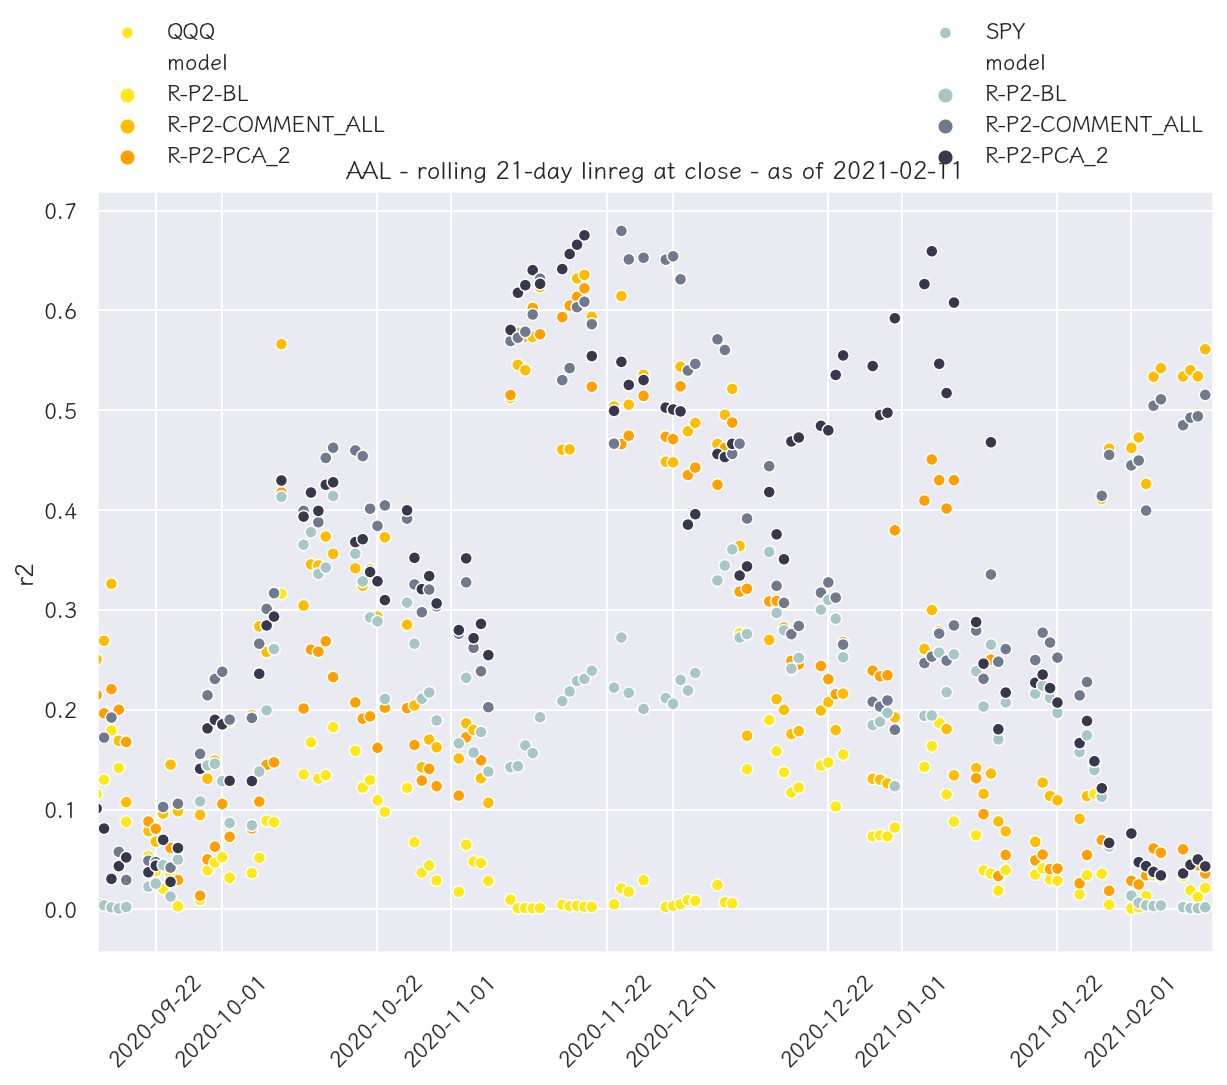 QQQ
model
R-P2-BL
R-P2-COMMENT_ALL
R-P2-PCA_2
SPY
model
R-P2-BL
R-P2-COMMENT_ALL
R-P2-PCA_2
AAL - rolling 21-day linreg at close - as of 2021-02-11
r2
0.7
0.6
0.5
0.4
0.3
0.2
0.1
0.0
2020-09-22
2020-10-01
2020-10-22
2020-11-01
2020-11-22
2020-12-01
2020-12-22
2021-01-01
2021-01-22
2021-02-01